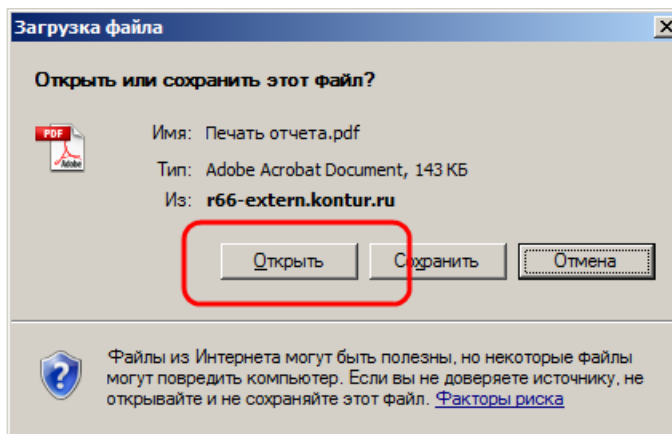 Загрузка файла
Открыть или сохранить этот файл?
PDF
Adobe
Имя: Печать отчета.pdf
Тип: Adobe Acrobat Document, 143 КБ
Из: r66-extern.kontur.ru
Открыть Сохранить Отмена
Файлы из Интернета могут быть полезны, но некоторые файлы
могут повредить компьютер. Если вы не доверяете источнику, не
открывайте и не сохраняйте этот файл. Факторы риска